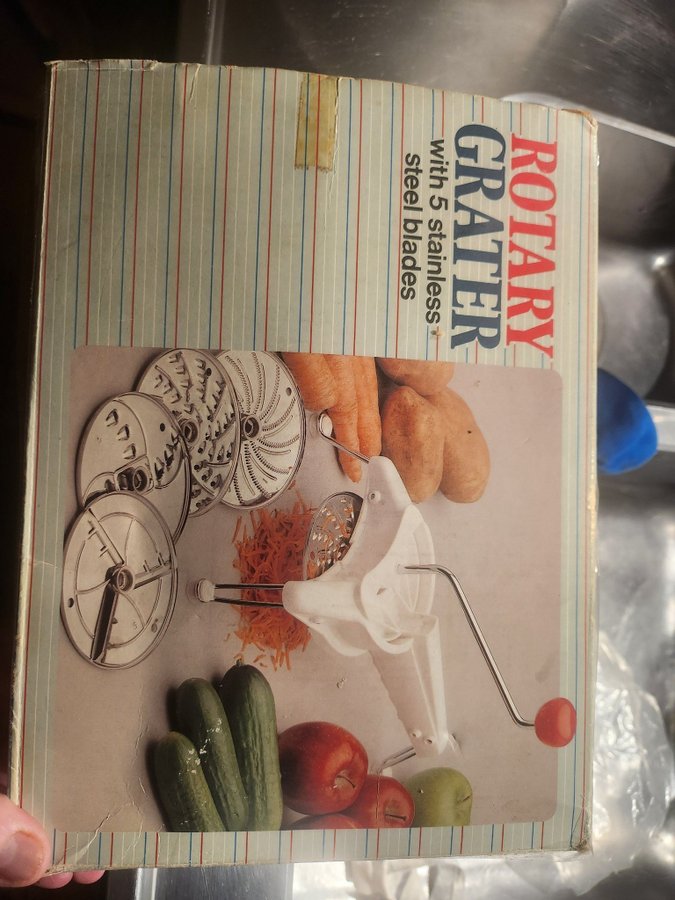 ROTARY
GRATER
with 5 stainless
steel blades